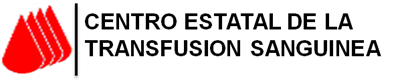 CENTRO ESTATAL DE LA
TRANSFUSION SANGUINEA